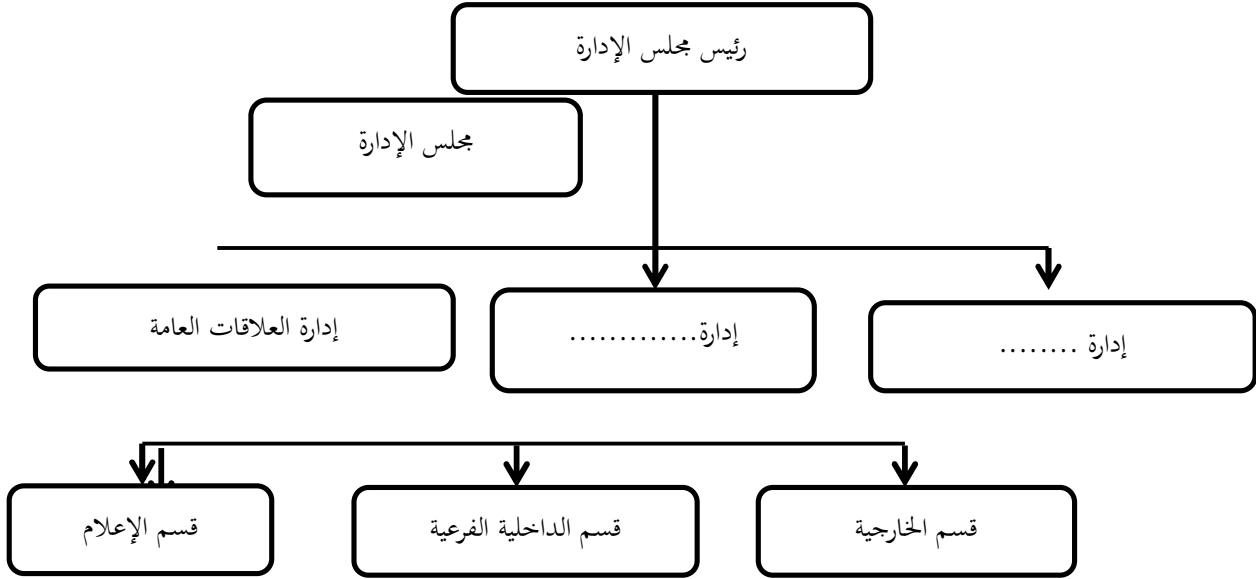 رئيس مجلس الإدارة
مجلس الإدارة
إدارة ........
إدارة.............
إدارة العلاقات العامة
قسم الخارجية
قسم الداخلية الفرعية
قسم الإعلام